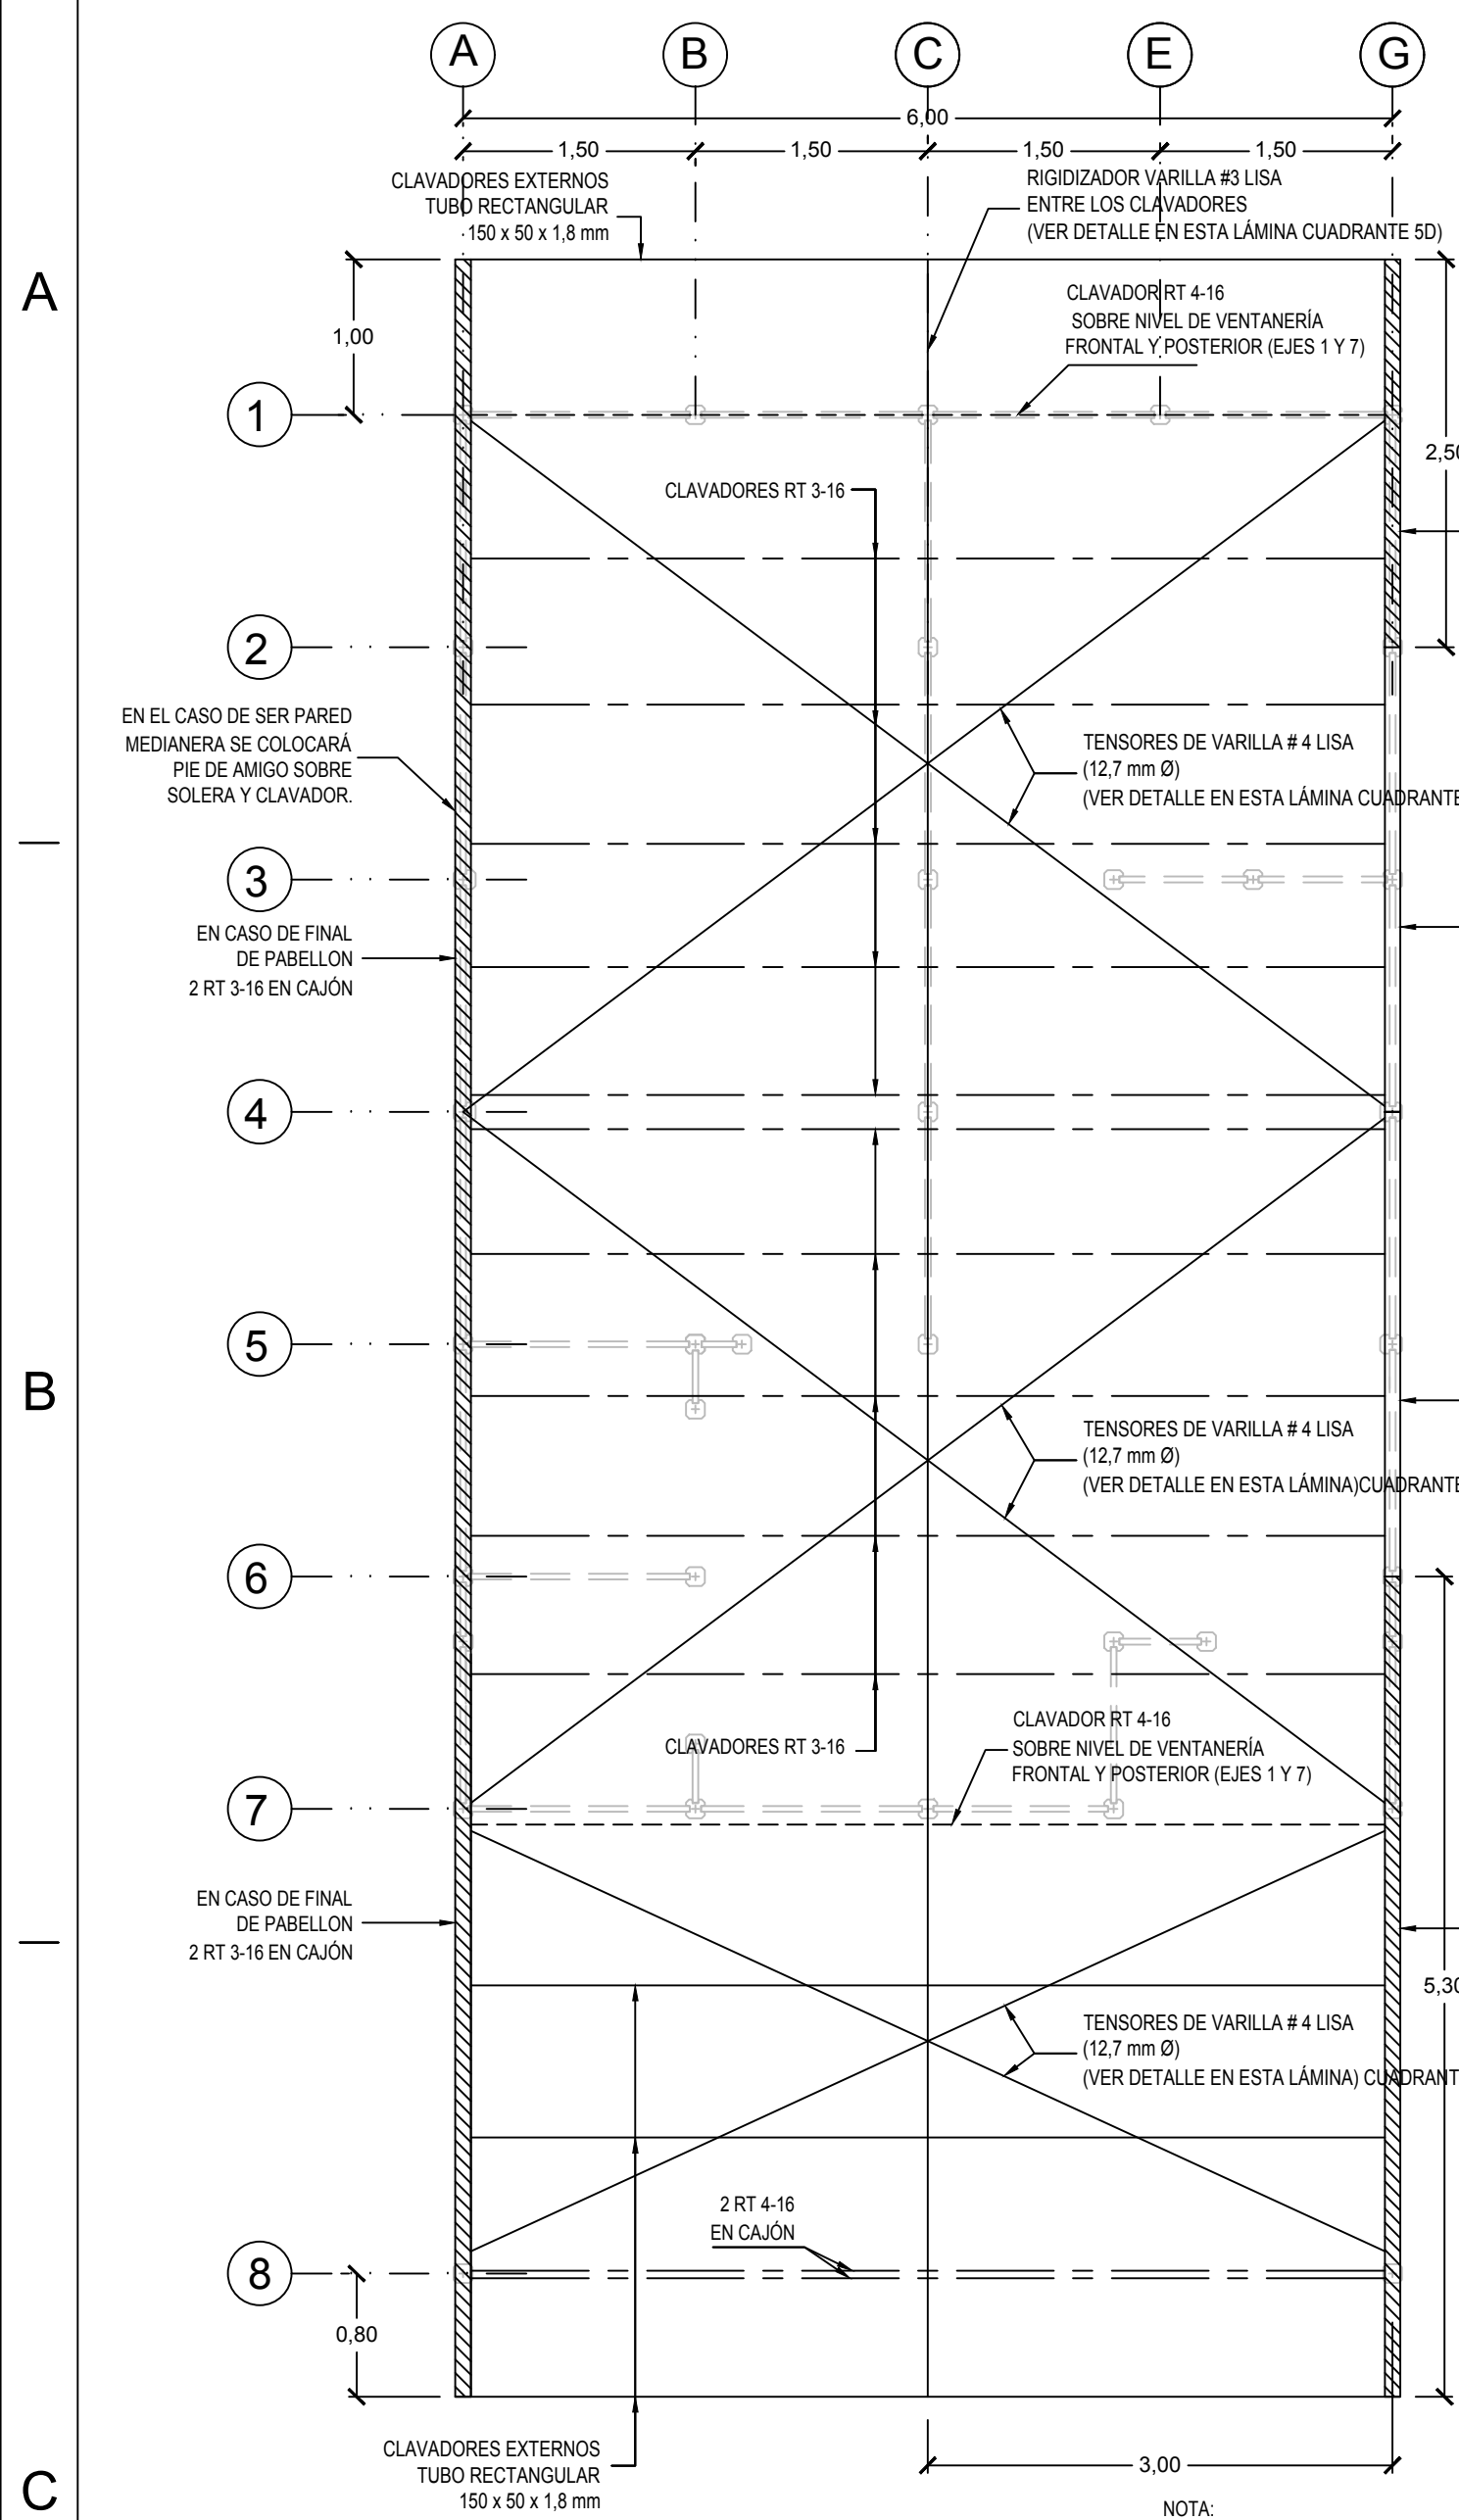 A
B
C
E
G
6,00
1,50
1,50
1,50
1,50
CLAVADORES EXTERNOS
TUBO RECTANGULAR
150 x 50 x 1,8 mm
RIGIDIZADOR VARILLA #3 LISA
ENTRE LOS CLAVADORES
(VER DETALLE EN ESTA LÁMINA CUADRANTE 5D)
A
1,00
CLAVADOR RT 4-16
SOBRE NIVEL DE VENTANERÍA
FRONTAL Y POSTERIOR (EJES 1 Y 7)
1
2,50
CLAVADORES RT 3-16
2
EN EL CASO DE SER PARED
MEDIANERA SE COLOCARÁ
PIE DE AMIGO SOBRE
SOLERA Y CLAVADOR.
TENSORES DE VARILLA # 4 LISA
(12,7 mm Ø)
(VER DETALLE EN ESTA LÁMINA CUADRANTE
3
EN CASO DE FINAL
DE PABELLON
2 RT 3-16 EN CAJÓN
4
5
B
TENSORES DE VARILLA # 4 LISA
(12,7 mm Ø)
(VER DETALLE EN ESTA LÁMINA)CUADRANTE
6
CLAVADORES RT 3-16
CLAVADOR RT 4-16
SOBRE NIVEL DE VENTANERÍA
FRONTAL Y POSTERIOR (EJES 1 Y 7)
7
EN CASO DE FINAL
DE PABELLON
2 RT 3-16 EN CAJÓN
5,30
TENSORES DE VARILLA # 4 LISA
(12,7 mm Ø)
(VER DETALLE EN ESTA LÁMINA) CUADRANT
2 RT 4-16
EN CAJÓN
8
0,80
CLAVADORES EXTERNOS
TUBO RECTANGULAR
150 x 50 x 1,8 mm
3,00
C
NOTA: